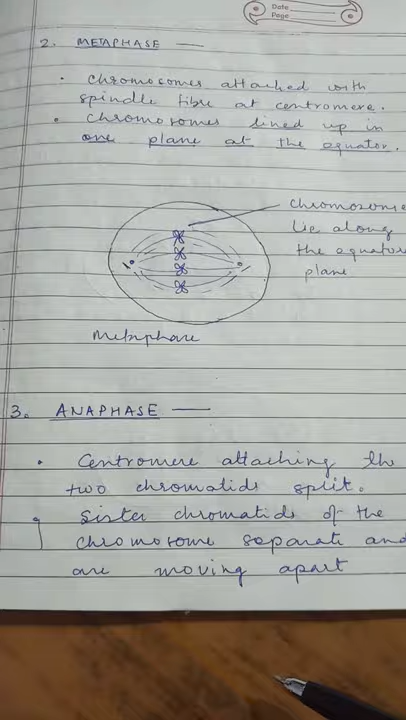 Date
Page
2. METAPHASE —
• Chromosomes attached with
spindle fibre at centromere.
• Chromosomes lined up in
one plane at the equator.
Chromosome
lie along
the equator
plane
Metaphase
3. ANAPHASE —
• Centromere attaching the
two chromatids split.
• Sister chromatids of the
chromosome separate and
are moving apart